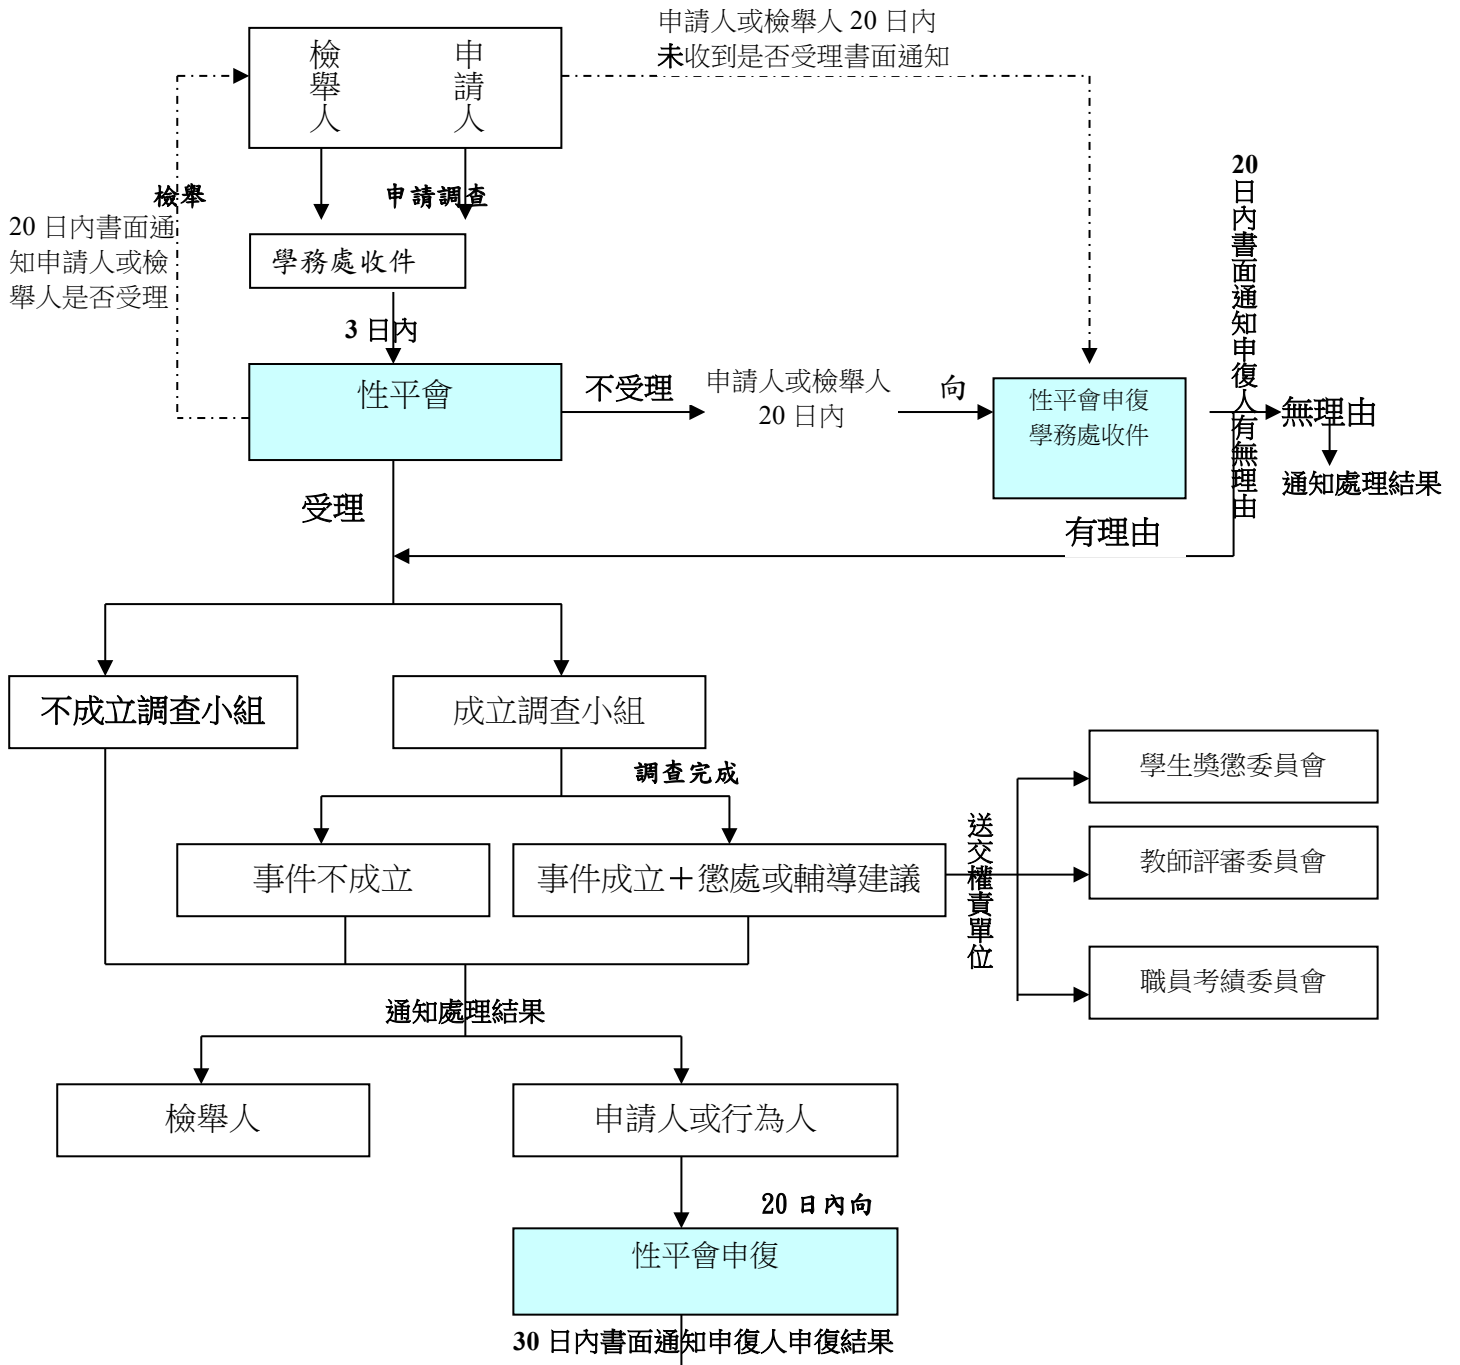 申請人或檢舉人 20 日內
未收到是否受理書面通知
檢舉人
申請人
檢舉
申請調查
20 日內書面通
知申請人或檢
舉人是否受理
學務處收件
3 日內
20日內書面通知申復人有無理由
性平會
不受理
申請人或檢舉人
20 日內
向
性平會申復
學務處收件
無理由
通知處理結果
受理
有理由
不成立調查小組
成立調查小組
調查完成
學生獎懲委員會
事件不成立
事件成立＋懲處或輔導建議
送交權責單位
教師評審委員會
職員考績委員會
通知處理結果
檢舉人
申請人或行為人
20 日內向
性平會申復
30 日內書面通知申復人申復結果